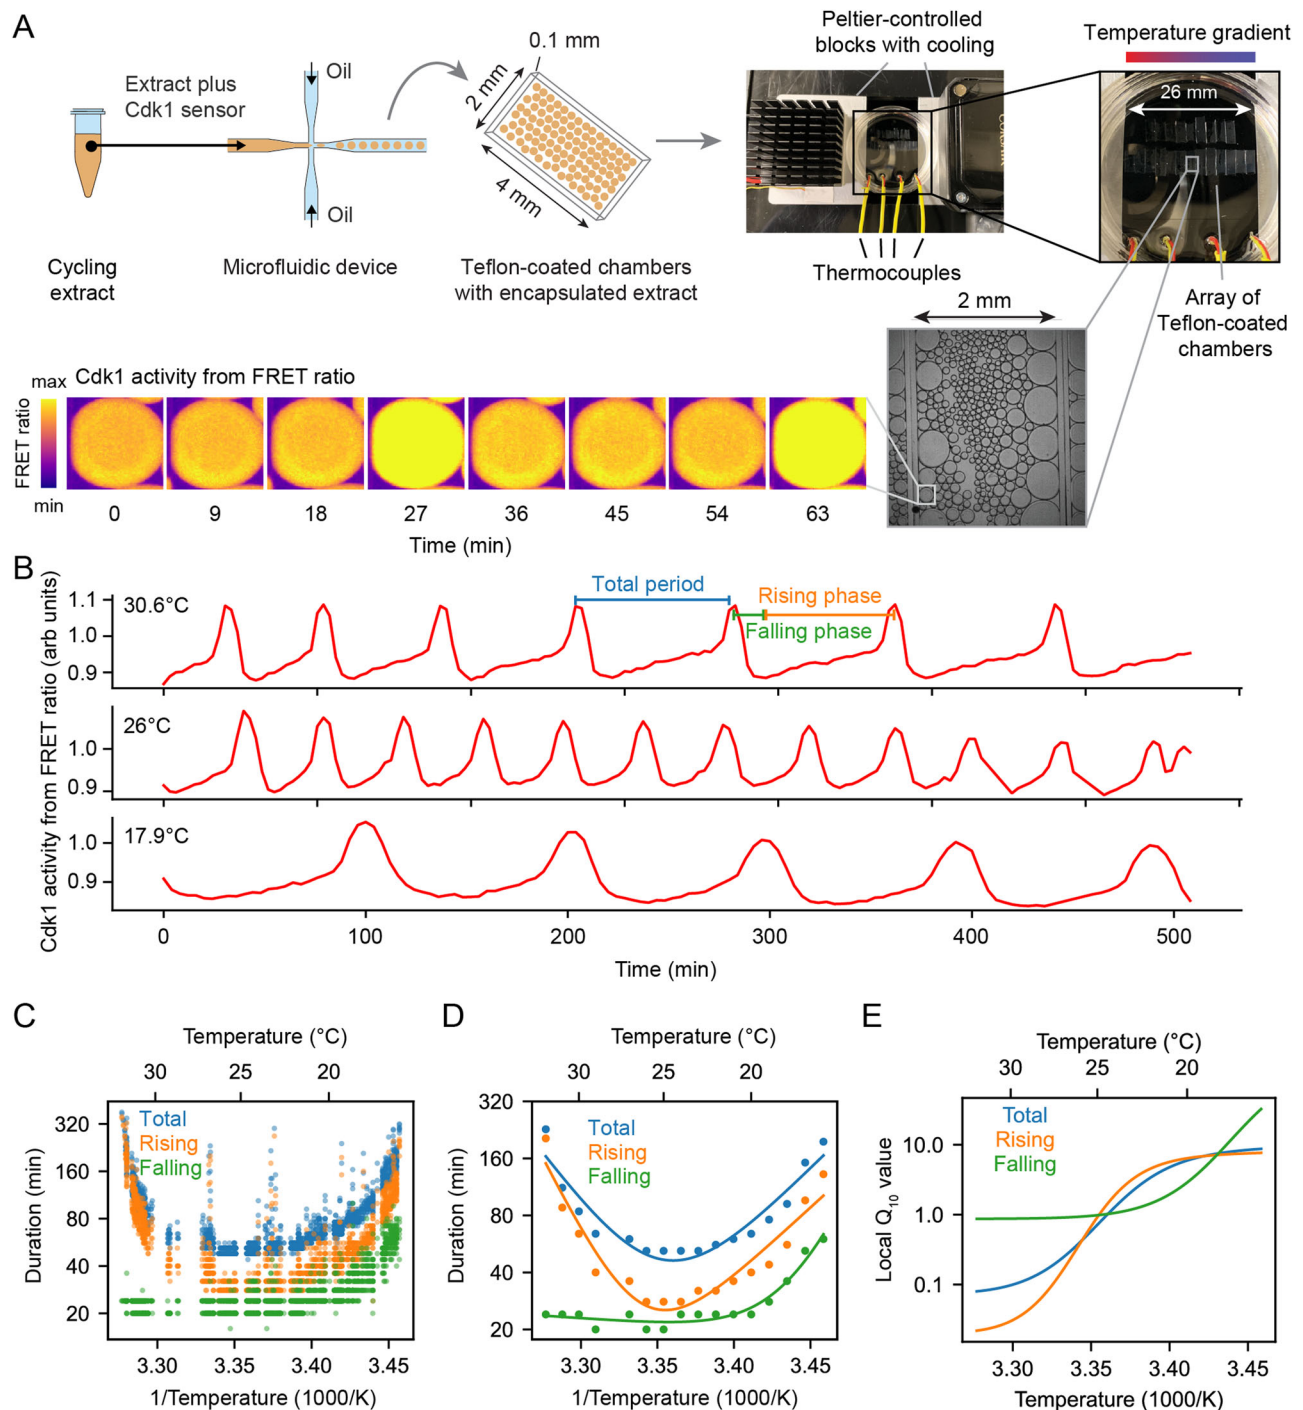 A
Extract plus
Cdk1 sensor
Oil
Oil
Cycling
extract
Microfluidic device
0.1 mm
2 mm
4 mm
Teflon-coated chambers
with encapsulated extract
Peltier-controlled
blocks with cooling
Thermocouples
Temperature gradient
26 mm
Array of
Teflon-coated
chambers
2 mm
Cdk1 activity from FRET ratio
max
FRET ratio
min
0 9 18 27 36 45 54 63
Time (min)
B
Cdk1 activity from FRET ratio (arb units)
30.6°C
1.1
1.0
0.9
Total period
Rising phase
Falling phase
26°C
1.0
0.9
17.9°C
1.0
0.9
0 100 200 300 400 500
Time (min)
C
Temperature (°C)
30 25 20
Total
Rising
Falling
Duration (min)
320
160
80
40
20
3.30 3.35 3.40 3.45
1/Temperature (1000/K)
D
Temperature (°C)
30 25 20
Total
Rising
Falling
Duration (min)
320
160
80
40
20
3.30 3.35 3.40 3.45
1/Temperature (1000/K)
E
Temperature (°C)
30 25 20
Total
Rising
Falling
Local Q10 value
10.0
1.0
0.1
3.30 3.35 3.40 3.45
Temperature (1000/K)